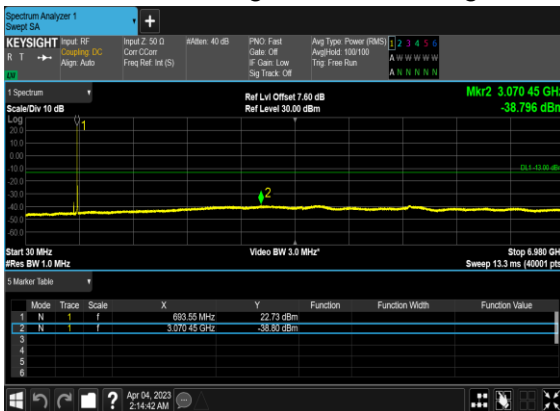 Spectrum Analyzer 1
Swept SA
+
KEYSIGHT Input: RF Input Z: 50 Ω #Atten: 40 dB PNO: Fast Avg Type: Power (RMS) 1 2 3 4 5 6
R T Coupling: DC Corr CCorr Gate: Off Avg|Hold: 100/100 A W W W W W
Align: Auto Freq Ref: Int (S) IF Gain: Low Trig: Free Run
LV Sig Track: Off A N N N N N
1 Spectrum Ref Lvl Offset 7.60 dB Mkr2 3.070 45 GHz
Scale/Div 10 dB Ref Level 30.00 dBm -38.796 dBm
Log
20.0 1
10.0
0.00
-10.0 DL1 -13.00 dBm
-20.0
-30.0 2
-40.0
-50.0
-60.0
Start 30 MHz Video BW 3.0 MHz* Stop 6.980 GH
#Res BW 1.0 MHz Sweep 13.3 ms (40001 pts
5 Marker Table
Mode Trace Scale X Y Function Function Width Function Value
1 N 1 f 693.55 MHz 22.73 dBm
2 N 1 f 3.070 45 GHz -38.80 dBm
3
4
5
6
? Apr 04, 2023
2:14:42 AM